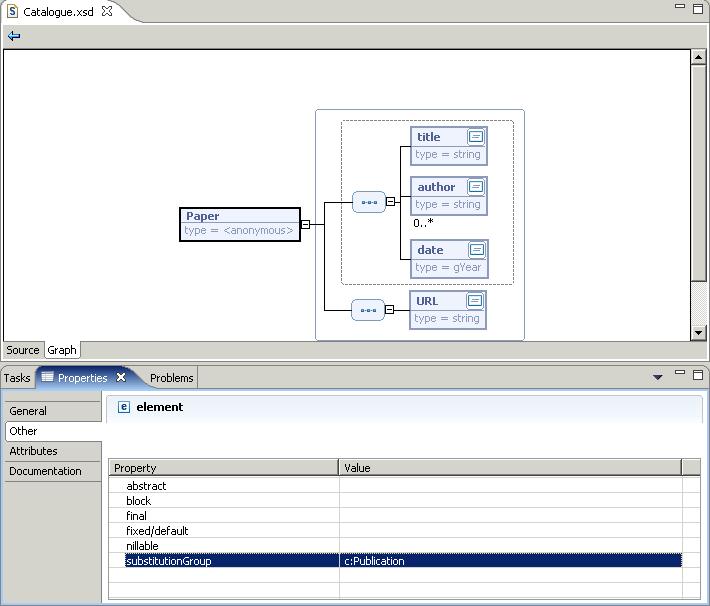 Catalogue.xsd
title
type = string
author
type = string
0..*
Paper
type = <anonymous>
date
type = gYear
URL
type = string
Source Graph
Tasks Properties Problems
General
Other
Attributes
Documentation
element
Property Value
abstract
block
final
fixed/default
nillable
substitutionGroup c:Publication